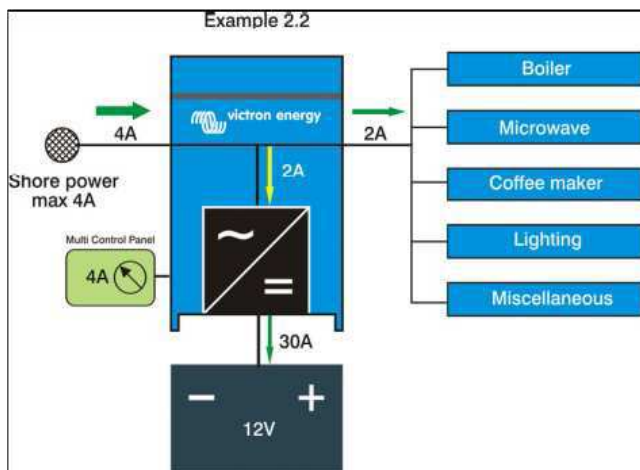 Example 2.2
victron energy
4A
2A
2A
Shore power
max 4A
Multi Control Panel
4A
30A
12V
Boiler
Microwave
Coffee maker
Lighting
Miscellaneous